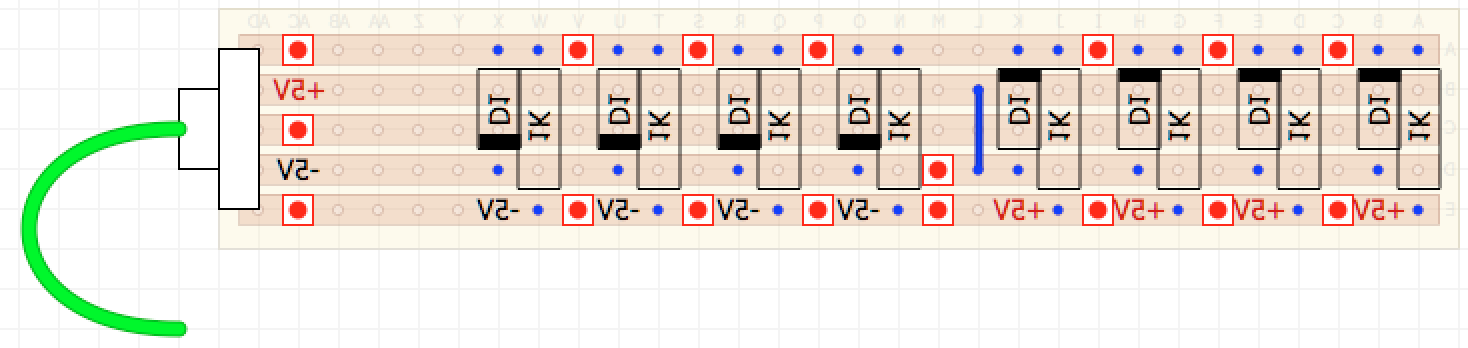 AD AC AB AA Z Y X W V U T S R Q P O N M L K J I H G F E D C B A
A
+5V B
D1 1K D1 1K D1 1K D1 1K D1 1K D1 1K D1 1K D1 1K
C
-5V D
-5V -5V -5V -5V +5V +5V +5V +5V E